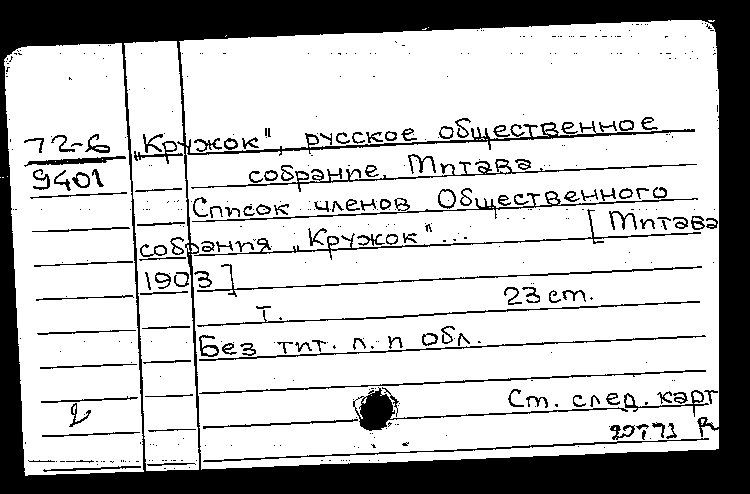 72-6 „Кружок", русское общественное
9401 собрание. Митава.
Список членов Общественного
собрания „Кружок"... [Митава
1903]
т. 23 cm.
Без тит. л. и обл.
2 См. след. карт